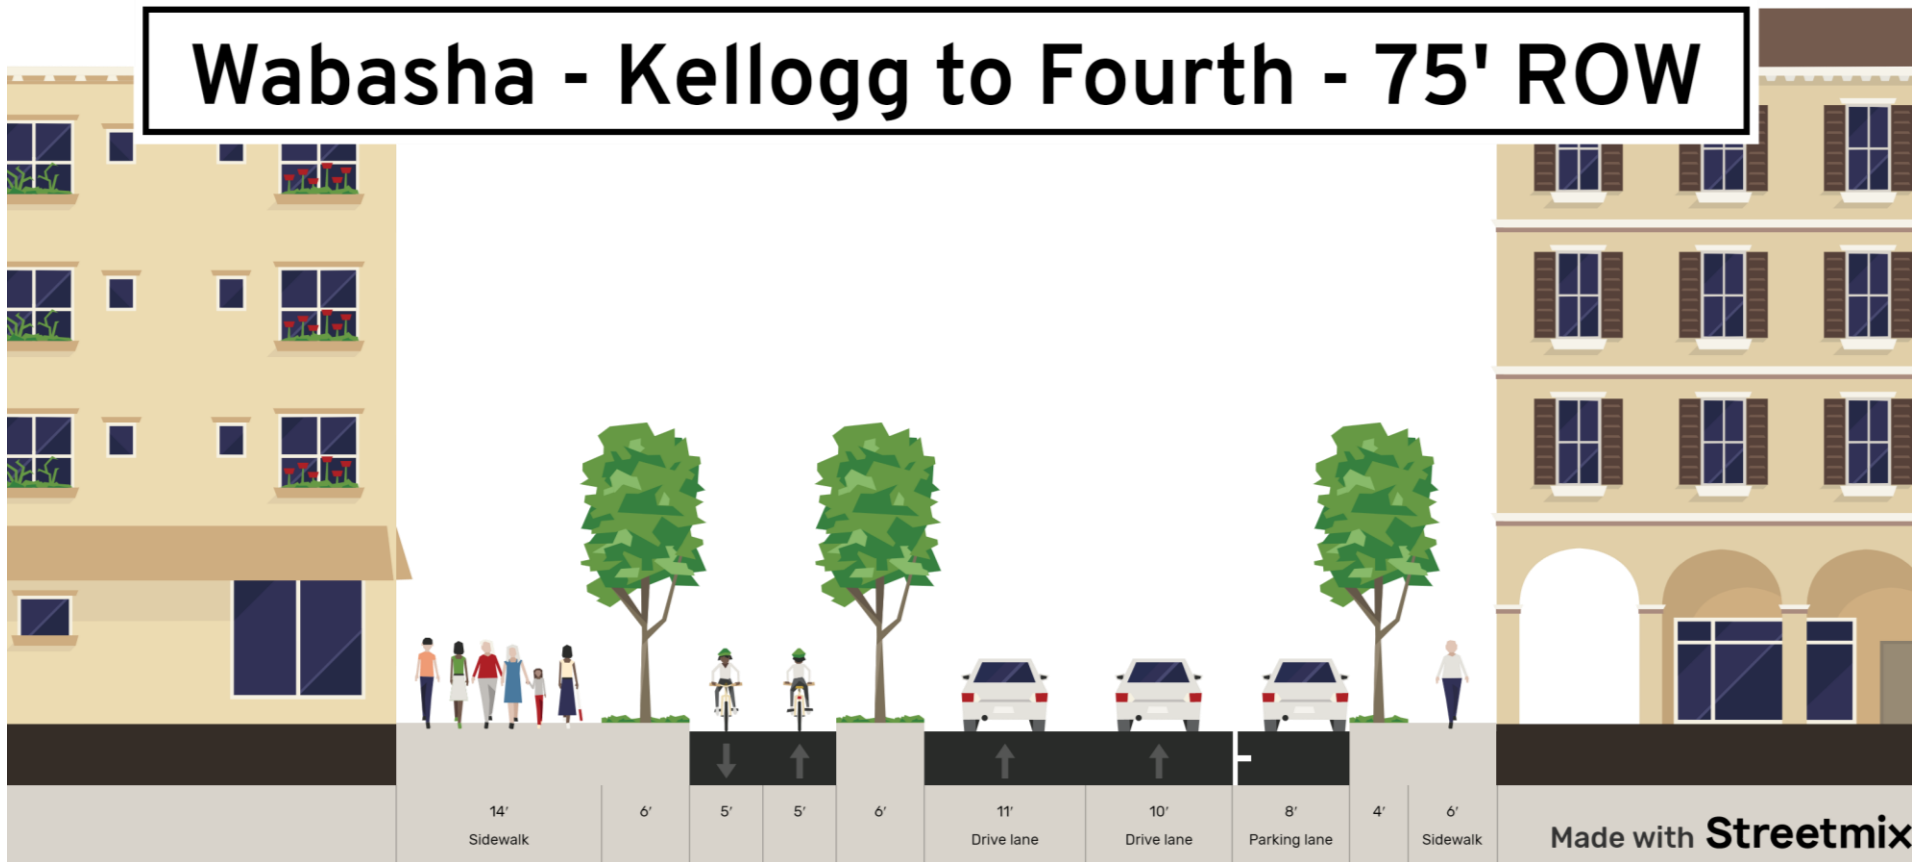 Wabasha - Kellogg to Fourth - 75' ROW
14' 6' 5' 5' 6' 11' 10' 8' 4' 6'
Sidewalk Drive lane Drive lane Parking lane Sidewalk
Made with Streetmix